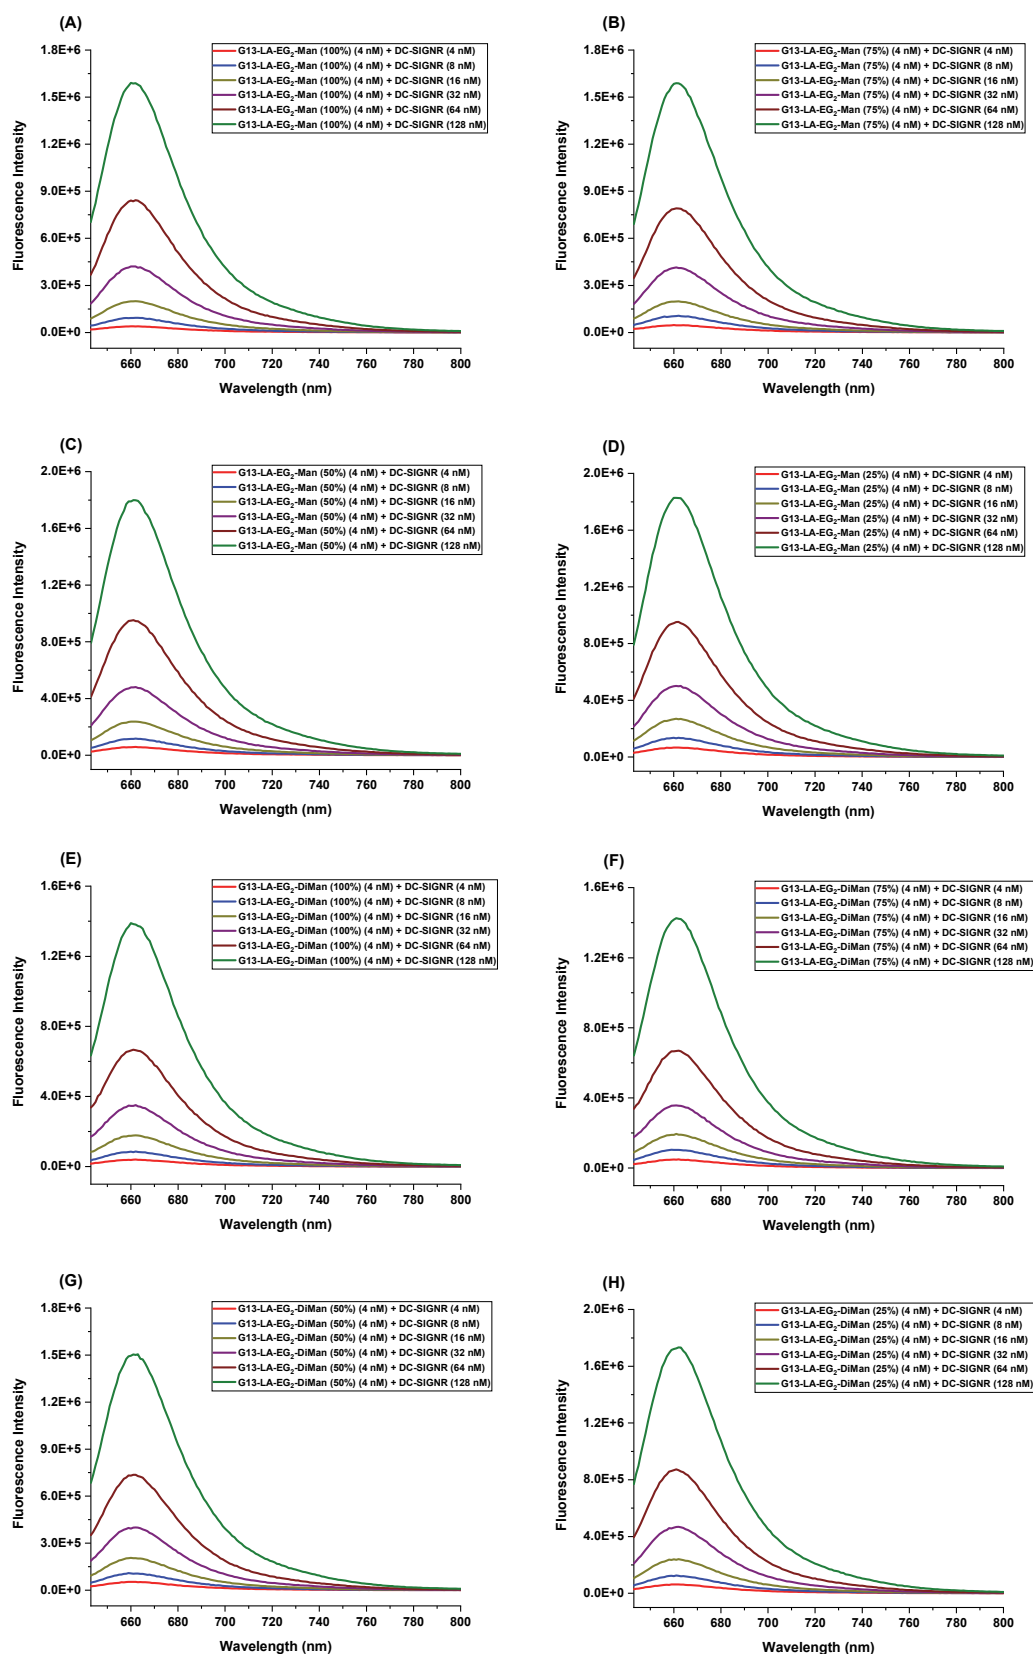 (A)
G13-LA-EG₂-Man (100%) (4 nM) + DC-SIGNR (4 nM)
G13-LA-EG₂-Man (100%) (4 nM) + DC-SIGNR (8 nM)
G13-LA-EG₂-Man (100%) (4 nM) + DC-SIGNR (16 nM)
G13-LA-EG₂-Man (100%) (4 nM) + DC-SIGNR (32 nM)
G13-LA-EG₂-Man (100%) (4 nM) + DC-SIGNR (64 nM)
G13-LA-EG₂-Man (100%) (4 nM) + DC-SIGNR (128 nM)
Fluorescence Intensity
1.8E+6
1.5E+6
1.2E+6
9.0E+5
6.0E+5
3.0E+5
0.0E+0
660 680 700 720 740 760 780 800
Wavelength (nm)
(B)
G13-LA-EG₂-Man (75%) (4 nM) + DC-SIGNR (4 nM)
G13-LA-EG₂-Man (75%) (4 nM) + DC-SIGNR (8 nM)
G13-LA-EG₂-Man (75%) (4 nM) + DC-SIGNR (16 nM)
G13-LA-EG₂-Man (75%) (4 nM) + DC-SIGNR (32 nM)
G13-LA-EG₂-Man (75%) (4 nM) + DC-SIGNR (64 nM)
G13-LA-EG₂-Man (75%) (4 nM) + DC-SIGNR (128 nM)
Fluorescence Intensity
1.8E+6
1.5E+6
1.2E+6
9.0E+5
6.0E+5
3.0E+5
0.0E+0
660 680 700 720 740 760 780 800
Wavelength (nm)
(C)
G13-LA-EG₂-Man (50%) (4 nM) + DC-SIGNR (4 nM)
G13-LA-EG₂-Man (50%) (4 nM) + DC-SIGNR (8 nM)
G13-LA-EG₂-Man (50%) (4 nM) + DC-SIGNR (16 nM)
G13-LA-EG₂-Man (50%) (4 nM) + DC-SIGNR (32 nM)
G13-LA-EG₂-Man (50%) (4 nM) + DC-SIGNR (64 nM)
G13-LA-EG₂-Man (50%) (4 nM) + DC-SIGNR (128 nM)
Fluorescence Intensity
2.0E+6
1.6E+6
1.2E+6
8.0E+5
4.0E+5
0.0E+0
660 680 700 720 740 760 780 800
Wavelength (nm)
(D)
G13-LA-EG₂-Man (25%) (4 nM) + DC-SIGNR (4 nM)
G13-LA-EG₂-Man (25%) (4 nM) + DC-SIGNR (8 nM)
G13-LA-EG₂-Man (25%) (4 nM) + DC-SIGNR (16 nM)
G13-LA-EG₂-Man (25%) (4 nM) + DC-SIGNR (32 nM)
G13-LA-EG₂-Man (25%) (4 nM) + DC-SIGNR (64 nM)
G13-LA-EG₂-Man (25%) (4 nM) + DC-SIGNR (128 nM)
Fluorescence Intensity
2.0E+6
1.6E+6
1.2E+6
8.0E+5
4.0E+5
0.0E+0
660 680 700 720 740 760 780 800
Wavelength (nm)
(E)
G13-LA-EG₂-DiMan (100%) (4 nM) + DC-SIGNR (4 nM)
G13-LA-EG₂-DiMan (100%) (4 nM) + DC-SIGNR (8 nM)
G13-LA-EG₂-DiMan (100%) (4 nM) + DC-SIGNR (16 nM)
G13-LA-EG₂-DiMan (100%) (4 nM) + DC-SIGNR (32 nM)
G13-LA-EG₂-DiMan (100%) (4 nM) + DC-SIGNR (64 nM)
G13-LA-EG₂-DiMan (100%) (4 nM) + DC-SIGNR (128 nM)
Fluorescence Intensity
1.6E+6
1.2E+6
8.0E+5
4.0E+5
0.0E+0
660 680 700 720 740 760 780 800
Wavelength (nm)
(F)
G13-LA-EG₂-DiMan (75%) (4 nM) + DC-SIGNR (4 nM)
G13-LA-EG₂-DiMan (75%) (4 nM) + DC-SIGNR (8 nM)
G13-LA-EG₂-DiMan (75%) (4 nM) + DC-SIGNR (16 nM)
G13-LA-EG₂-DiMan (75%) (4 nM) + DC-SIGNR (32 nM)
G13-LA-EG₂-DiMan (75%) (4 nM) + DC-SIGNR (64 nM)
G13-LA-EG₂-DiMan (75%) (4 nM) + DC-SIGNR (128 nM)
Fluorescence Intensity
1.6E+6
1.2E+6
8.0E+5
4.0E+5
0.0E+0
660 680 700 720 740 760 780 800
Wavelength (nm)
(G)
G13-LA-EG₂-DiMan (50%) (4 nM) + DC-SIGNR (4 nM)
G13-LA-EG₂-DiMan (50%) (4 nM) + DC-SIGNR (8 nM)
G13-LA-EG₂-DiMan (50%) (4 nM) + DC-SIGNR (16 nM)
G13-LA-EG₂-DiMan (50%) (4 nM) + DC-SIGNR (32 nM)
G13-LA-EG₂-DiMan (50%) (4 nM) + DC-SIGNR (64 nM)
G13-LA-EG₂-DiMan (50%) (4 nM) + DC-SIGNR (128 nM)
Fluorescence Intensity
1.8E+6
1.5E+6
1.2E+6
9.0E+5
6.0E+5
3.0E+5
0.0E+0
660 680 700 720 740 760 780 800
Wavelength (nm)
(H)
G13-LA-EG₂-DiMan (25%) (4 nM) + DC-SIGNR (4 nM)
G13-LA-EG₂-DiMan (25%) (4 nM) + DC-SIGNR (8 nM)
G13-LA-EG₂-DiMan (25%) (4 nM) + DC-SIGNR (16 nM)
G13-LA-EG₂-DiMan (25%) (4 nM) + DC-SIGNR (32 nM)
G13-LA-EG₂-DiMan (25%) (4 nM) + DC-SIGNR (64 nM)
G13-LA-EG₂-DiMan (25%) (4 nM) + DC-SIGNR (128 nM)
Fluorescence Intensity
2.0E+6
1.6E+6
1.2E+6
8.0E+5
4.0E+5
0.0E+0
660 680 700 720 740 760 780 800
Wavelength (nm)